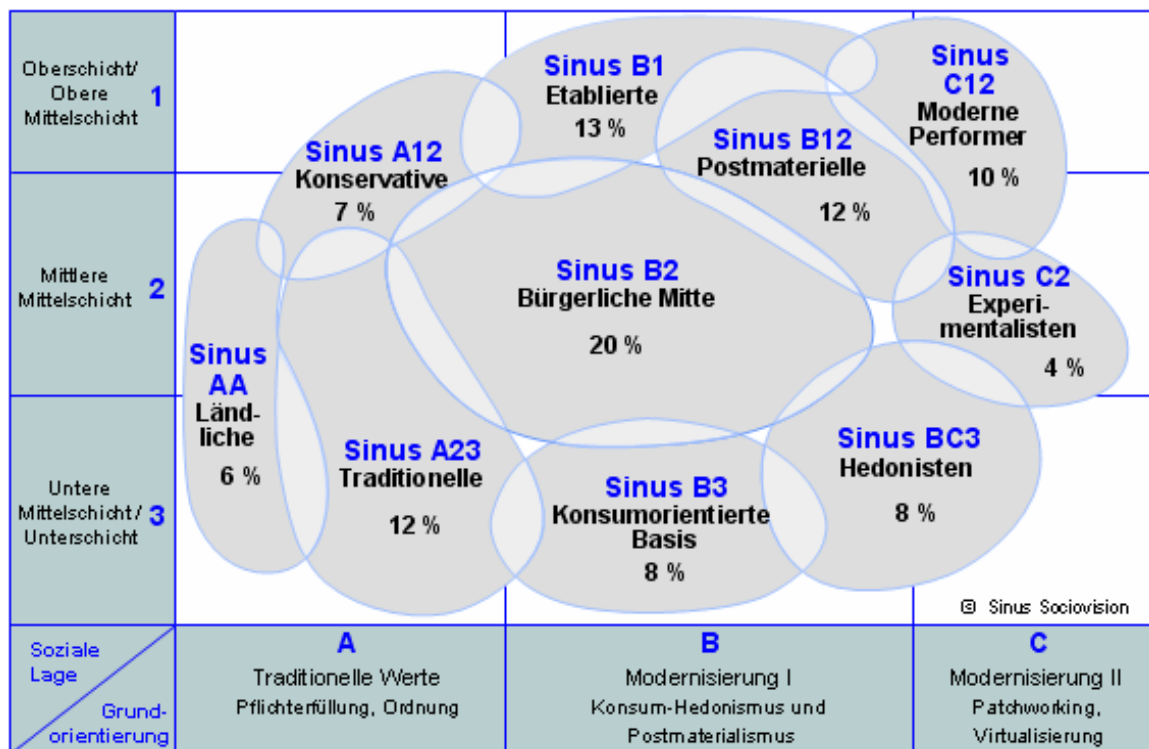 Oberschicht/
Obere
Mittelschicht
1
Mittlere
Mittelschicht
2
Untere
Mittelschicht/
Unterschicht
3
Sinus B1
Etablierte
13 %
Sinus
C12
Moderne
Performer
10 %
Sinus A12
Konservative
7 %
Sinus B12
Postmaterielle
12 %
Sinus B2
Bürgerliche Mitte
20 %
Sinus C2
Experi-
mentalisten
4 %
Sinus
AA
Länd-
liche
6 %
Sinus A23
Traditionelle
12 %
Sinus B3
Konsumorientierte
Basis
8 %
Sinus BC3
Hedonisten
8 %
© Sinus Sociovision
Soziale
Lage
Grund-
orientierung
A
Traditionelle Werte
Pflichterfüllung, Ordnung
B
Modernisierung I
Konsum-Hedonismus und
Postmaterialismus
C
Modernisierung II
Patchworking,
Virtualisierung